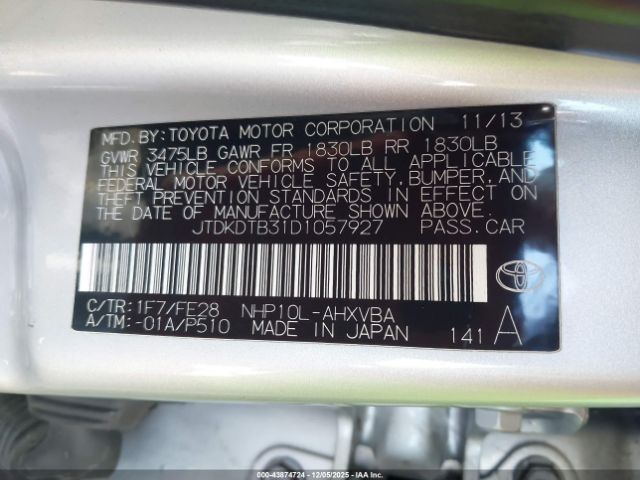 MFD. BY: TOYOTA MOTOR CORPORATION 11/13
GVWR 3475LB GAWR FR 1830LB RR 1830LB
THIS VEHICLE CONFORMS TO ALL APPLICABLE
FEDERAL MOTOR VEHICLE SAFETY, BUMPER, AND
THEFT PREVENTION STANDARDS IN EFFECT ON
THE DATE OF MANUFACTURE SHOWN ABOVE.
JTDKDTB31D1057927 PASS. CAR
C/TR: 1F7/FE28 NHP10L-AHXVBA
A/TM: -01A/P510 MADE IN JAPAN 141 A
TOYOTA
00-43874724 | 12/05/2025 | IAA Inc.